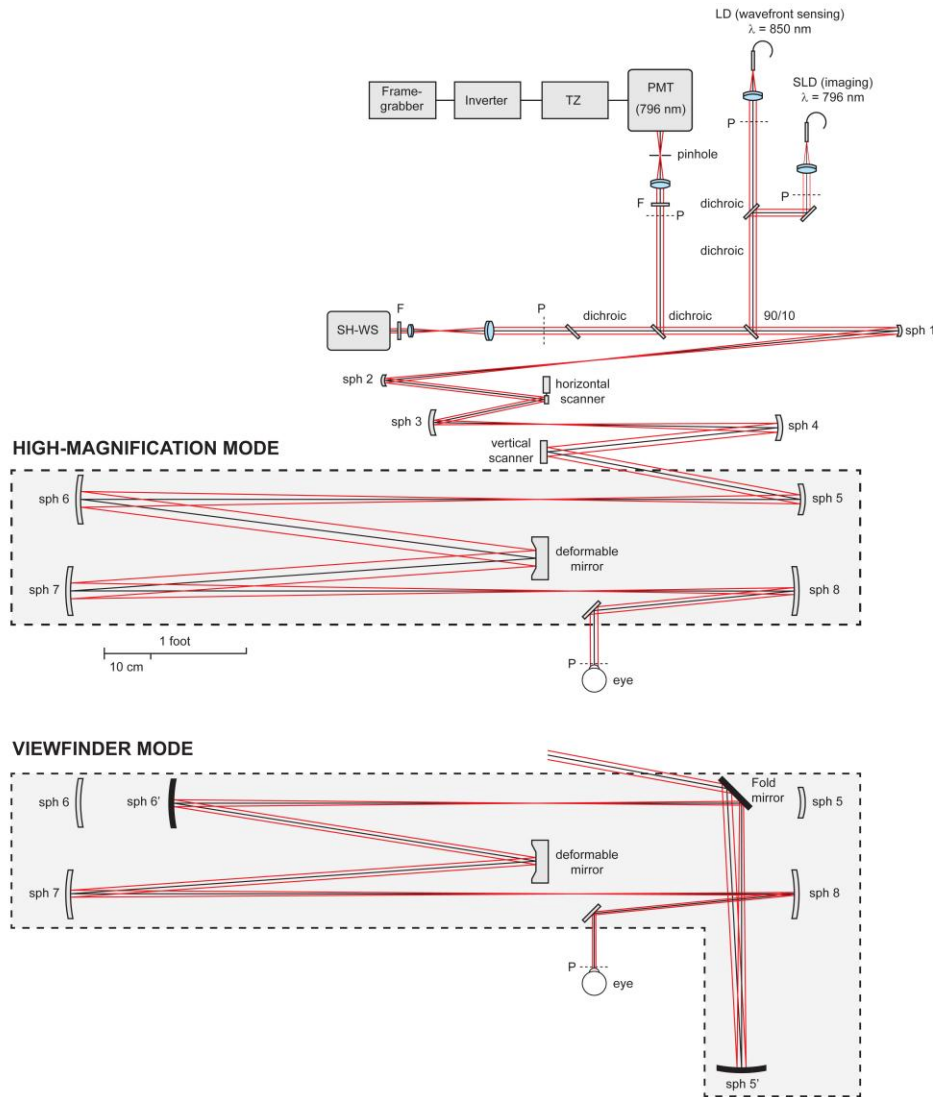 LD (wavefront sensing)
λ = 850 nm
SLD (imaging)
λ = 796 nm
Frame-
grabber
Inverter
TZ
PMT
(796 nm)
P
pinhole
P
F
P
dichroic
dichroic
F
P
SH-WS
dichroic
dichroic
90/10
sph 1
sph 2
horizontal
scanner
sph 3
sph 4
vertical
scanner
HIGH-MAGNIFICATION MODE
sph 6
sph 5
deformable
mirror
sph 7
sph 8
1 foot
10 cm
P
eye
VIEWFINDER MODE
sph 6
sph 6'
Fold
mirror
sph 5
deformable
mirror
sph 7
sph 8
P
eye
sph 5'